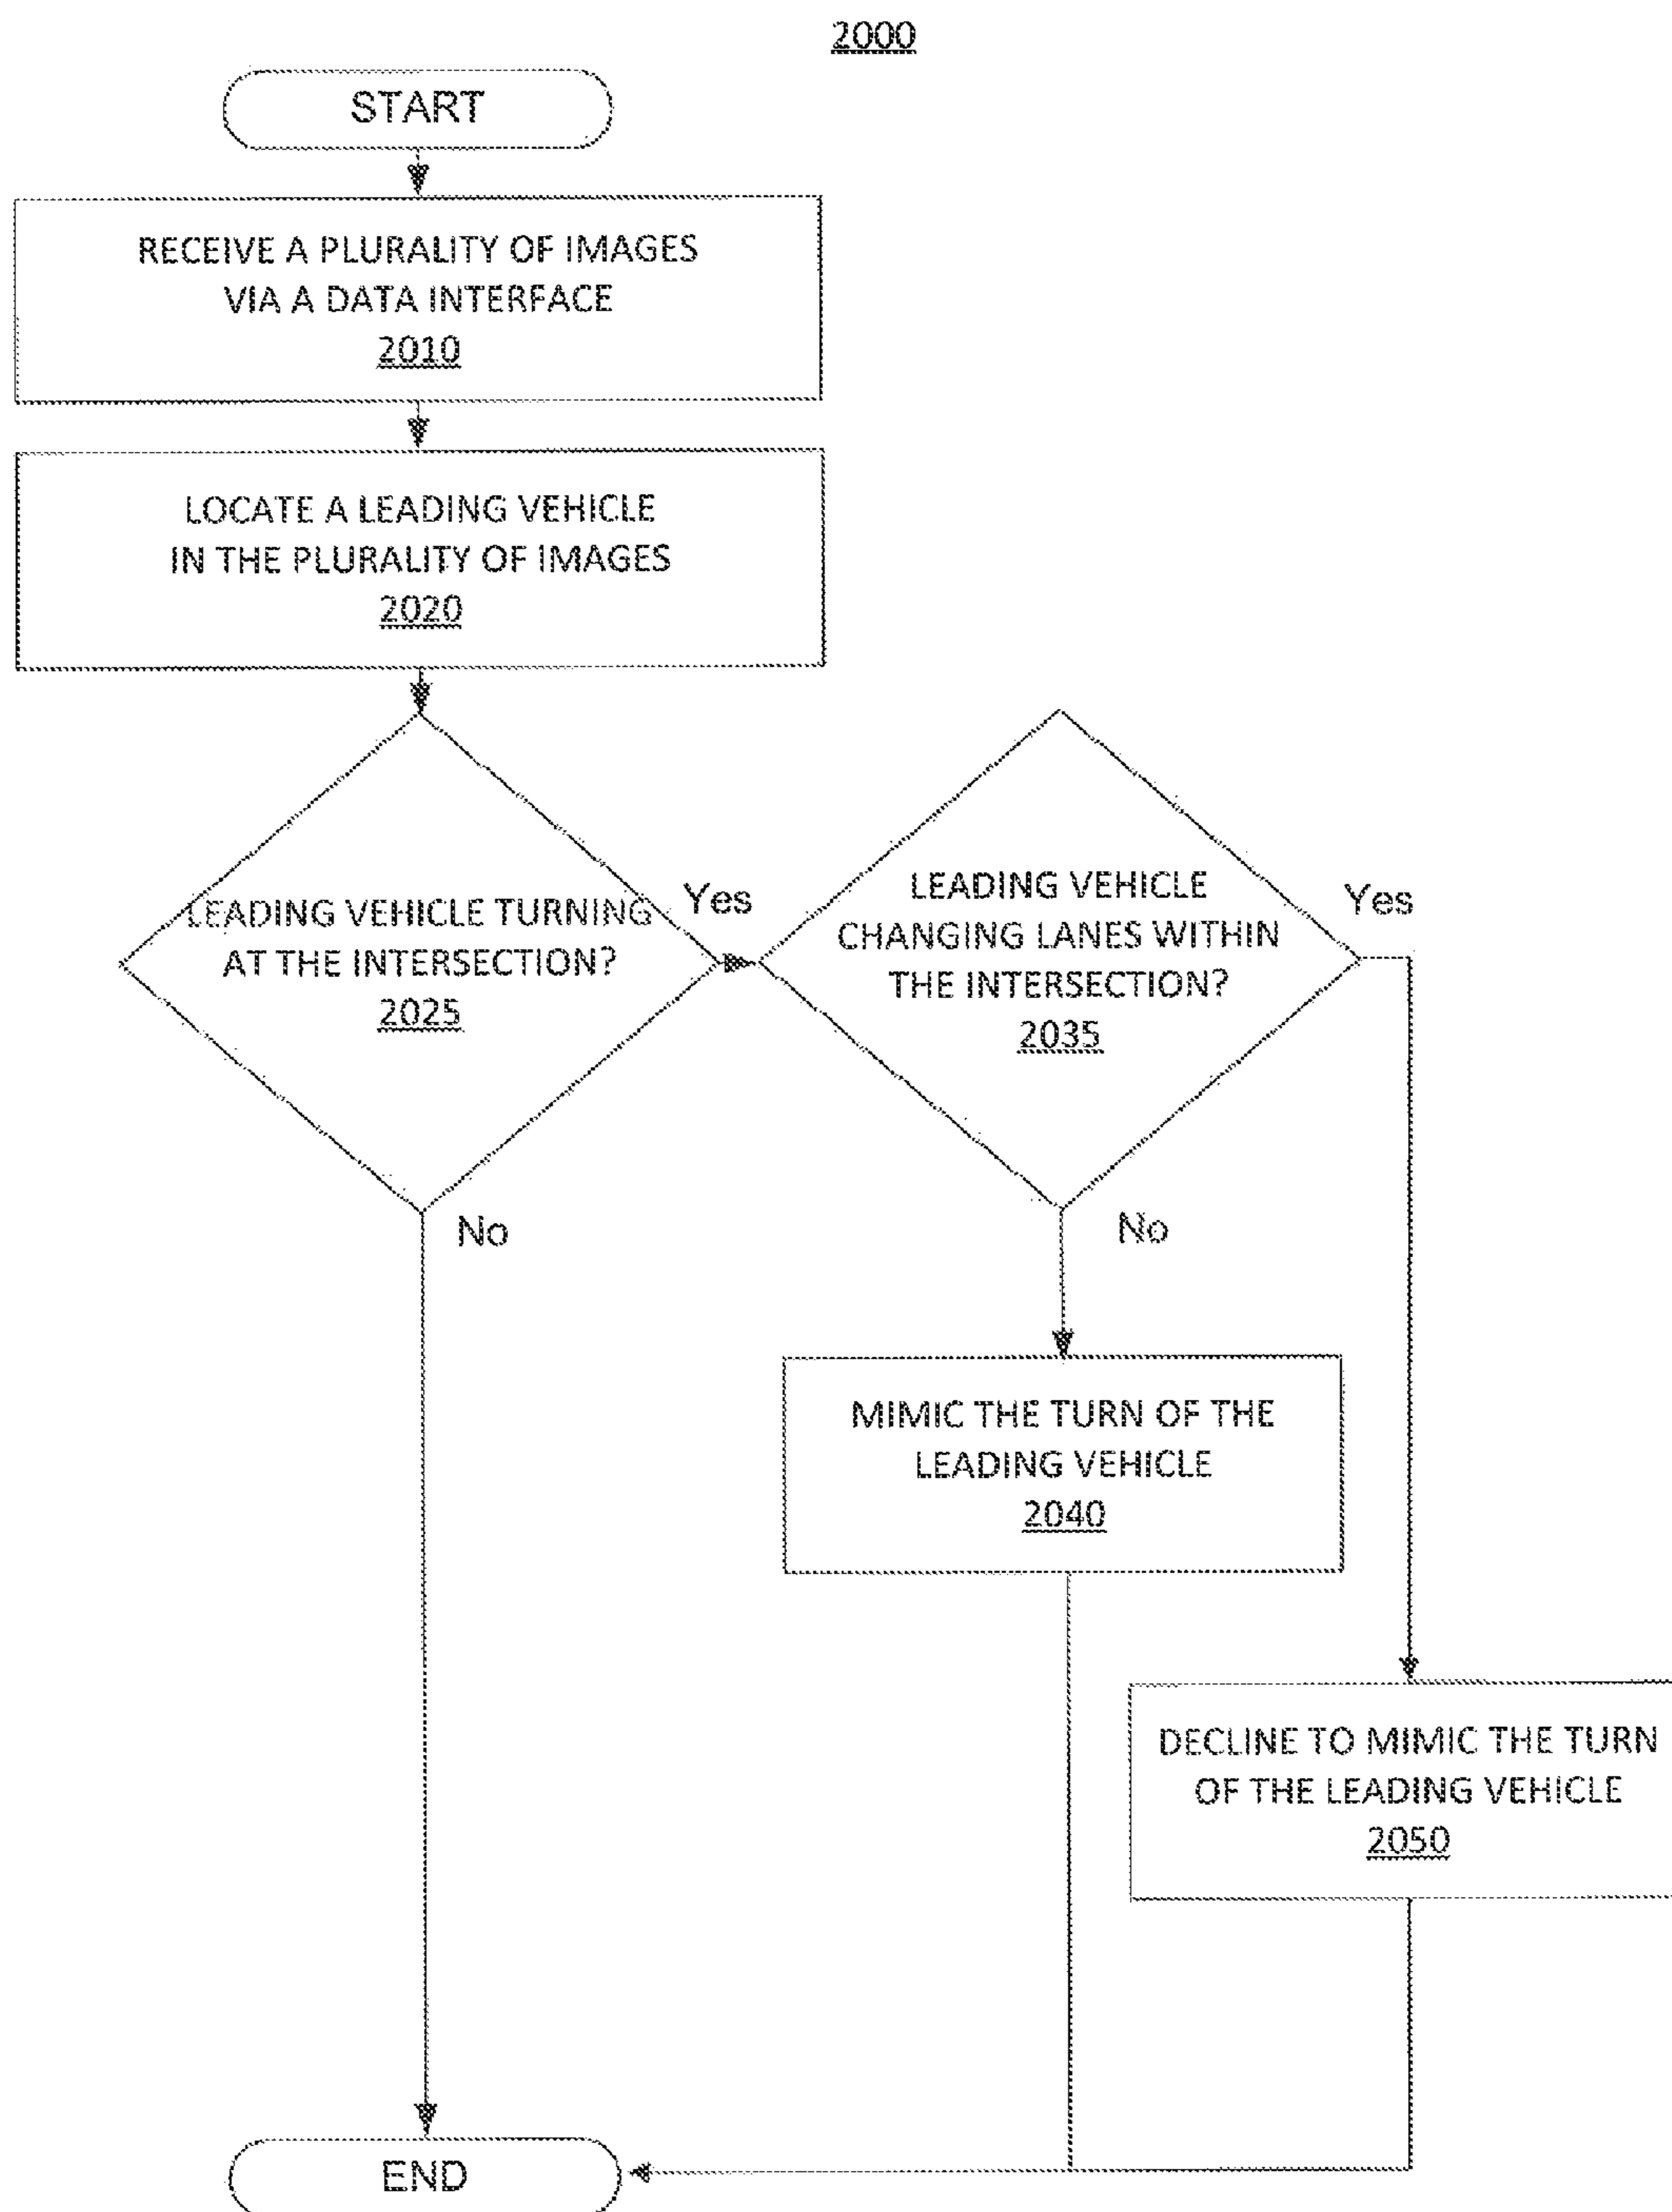 2000
START
RECEIVE A PLURALITY OF IMAGES
VIA A DATA INTERFACE
2010
LOCATE A LEADING VEHICLE
IN THE PLURALITY OF IMAGES
2020
LEADING VEHICLE TURNING
AT THE INTERSECTION?
2025
Yes
No
LEADING VEHICLE
CHANGING LANES WITHIN
THE INTERSECTION?
2035
Yes
No
MIMIC THE TURN OF THE
LEADING VEHICLE
2040
DECLINE TO MIMIC THE TURN
OF THE LEADING VEHICLE
2050
END